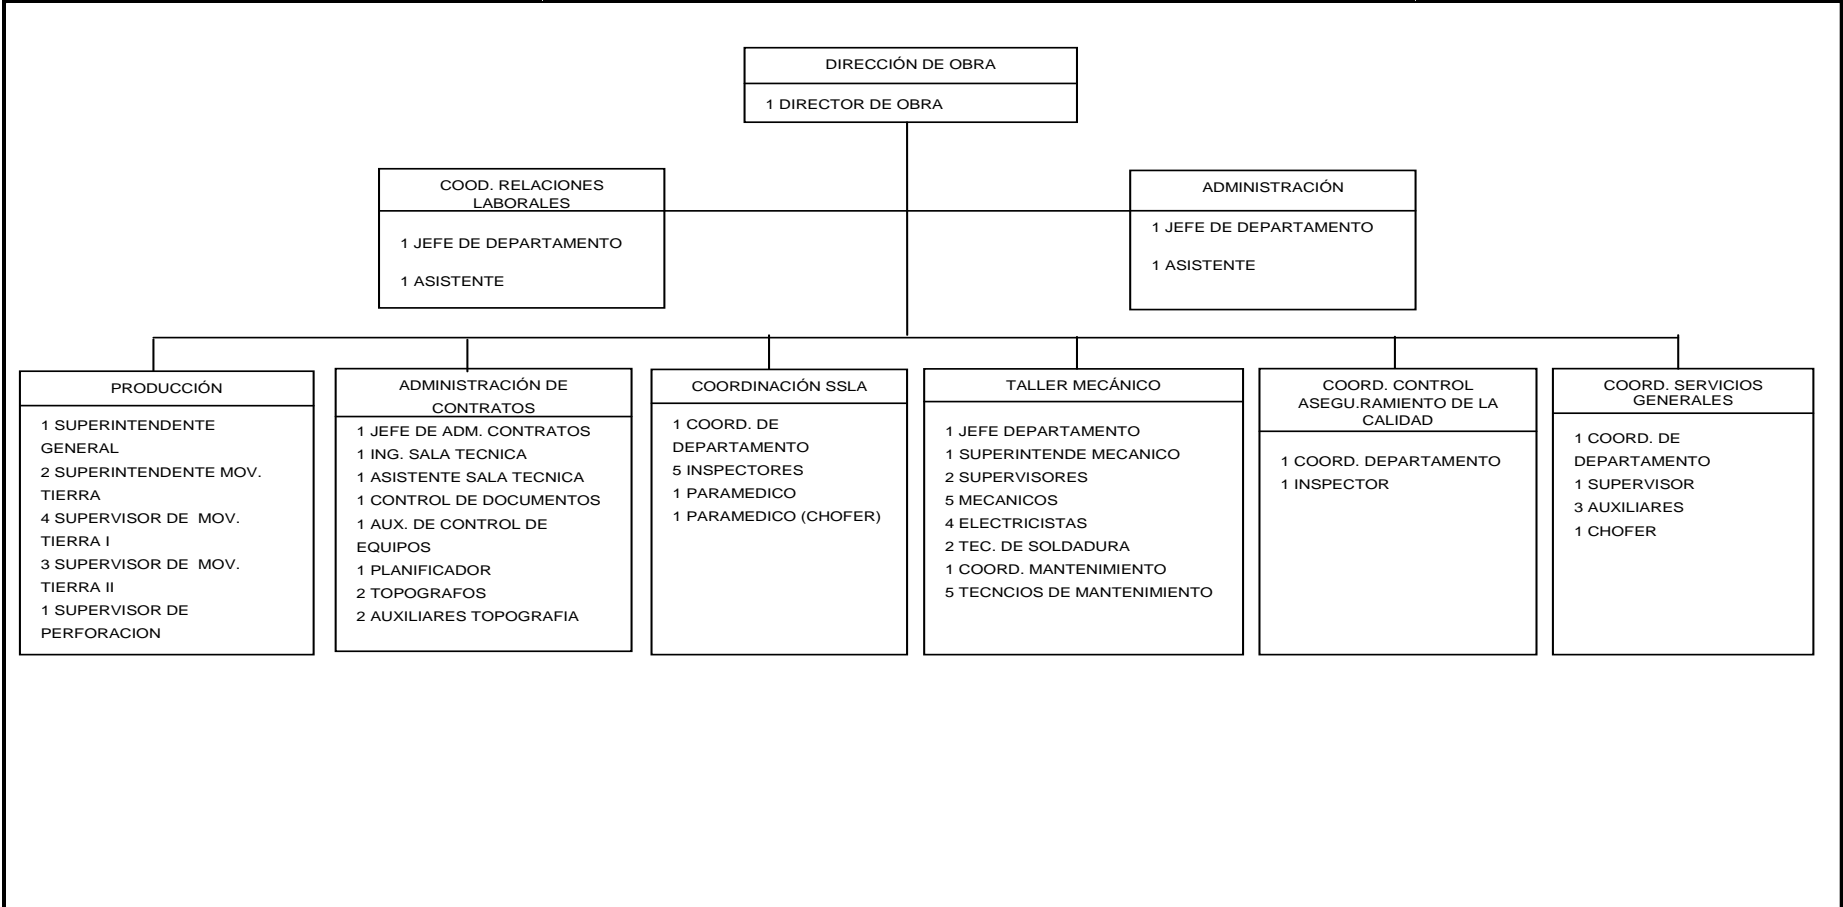 DIRECCIÓN DE OBRA
1 DIRECTOR DE OBRA
COOD. RELACIONES
LABORALES
1 JEFE DE DEPARTAMENTO
1 ASISTENTE
ADMINISTRACIÓN
1 JEFE DE DEPARTAMENTO
1 ASISTENTE
PRODUCCIÓN
1 SUPERINTENDENTE
GENERAL
2 SUPERINTENDENTE MOV.
TIERRA
4 SUPERVISOR DE  MOV.
TIERRA I
3 SUPERVISOR DE  MOV.
TIERRA II
1 SUPERVISOR DE
PERFORACION
ADMINISTRACIÓN DE
CONTRATOS
1 JEFE DE ADM. CONTRATOS
1 ING. SALA TECNICA
1 ASISTENTE SALA TECNICA
1 CONTROL DE DOCUMENTOS
1 AUX. DE CONTROL DE
EQUIPOS
1 PLANIFICADOR
2 TOPOGRAFOS
2 AUXILIARES TOPOGRAFIA
COORDINACIÓN SSLA
1 COORD. DE
DEPARTAMENTO
5 INSPECTORES
1 PARAMEDICO
1 PARAMEDICO (CHOFER)
TALLER MECÁNICO
1 JEFE DEPARTAMENTO
1 SUPERINTENDE MECANICO
2 SUPERVISORES
5 MECANICOS
4 ELECTRICISTAS
2 TEC. DE SOLDADURA
1 COORD. MANTENIMIENTO
5 TECNCIOS DE MANTENIMIENTO
COORD. CONTROL
ASEGU.RAMIENTO DE LA
CALIDAD
1 COORD. DEPARTAMENTO
1 INSPECTOR
COORD. SERVICIOS
GENERALES
1 COORD. DE
DEPARTAMENTO
1 SUPERVISOR
3 AUXILIARES
1 CHOFER